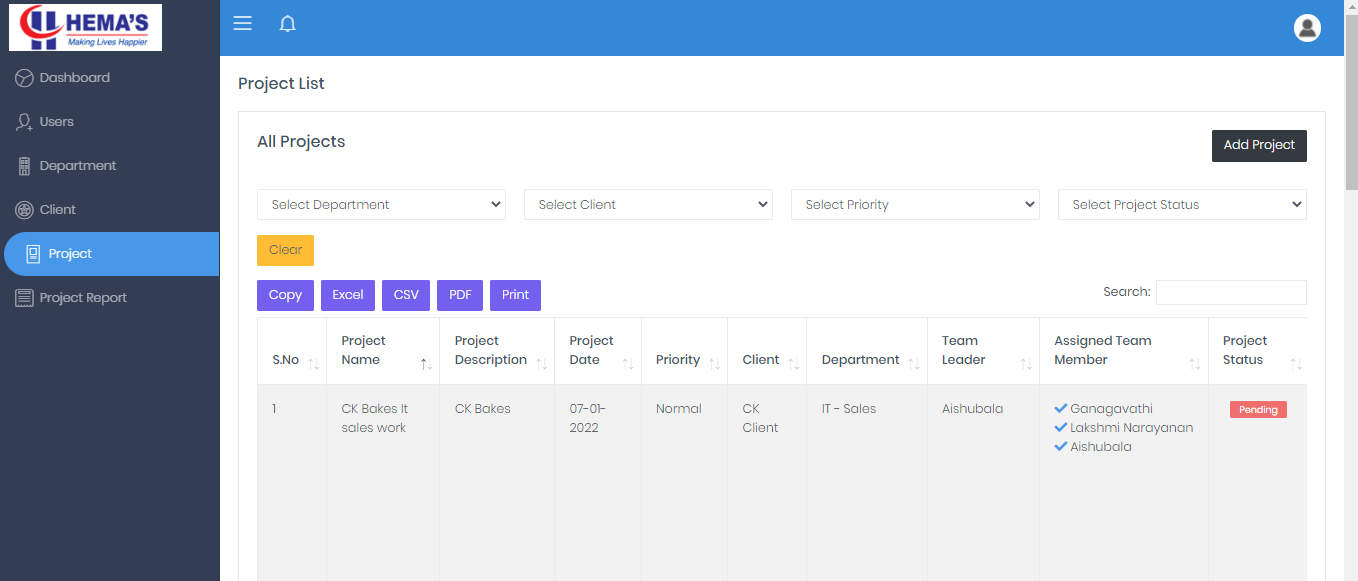 HEMA'S
Making Lives Happier
Dashboard
Users
Department
Client
Project
Project Report
Project List
All Projects
Add Project
Select Department
Select Client
Select Priority
Select Project Status
Clear
Copy
Excel
CSV
PDF
Print
Search:
S.No
Project
Name
Project
Description
Project
Date
Priority
Client
Department
Team
Leader
Assigned Team
Member
Project
Status
1
CK Bakes It
sales work
CK Bakes
07-01-
2022
Normal
CK
Client
IT - Sales
Aishubala
Ganagavathi
Lakshmi Narayanan
Aishubala
Pending